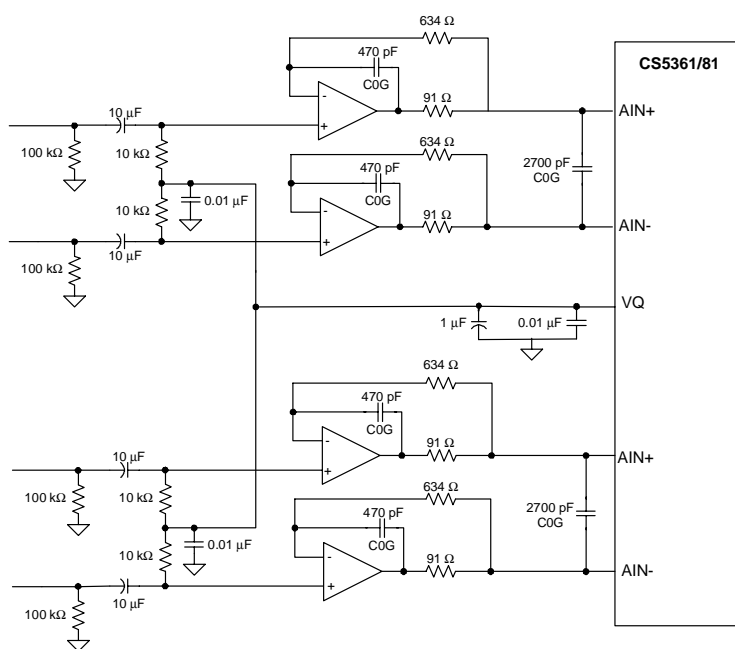 634 Ω
470 pF
C0G
CS5361/81
-
+
91 Ω
AIN+
10 µF
100 kΩ
10 kΩ
634 Ω
470 pF
C0G
2700 pF
C0G
10 kΩ
0.01 µF
-
+
91 Ω
AIN-
10 µF
100 kΩ
VQ
1 µF
0.01 µF
634 Ω
470 pF
C0G
-
+
91 Ω
AIN+
10 µF
100 kΩ
10 kΩ
634 Ω
470 pF
C0G
2700 pF
C0G
10 kΩ
0.01 µF
-
+
91 Ω
AIN-
10 µF
100 kΩ